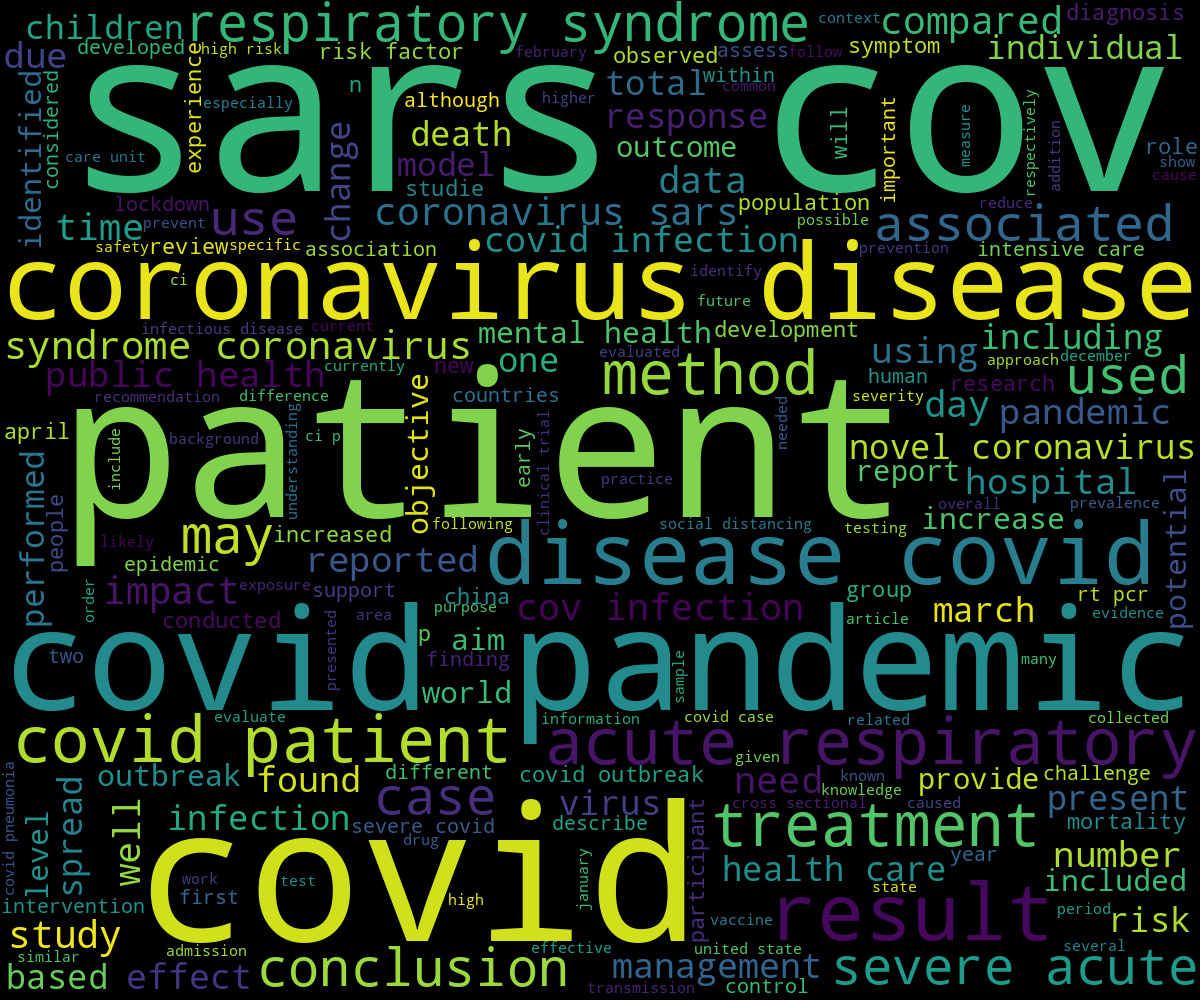 children
respiratory syndrome
context
compared
diagnosis
due
developed
high risk
risk factor
february
observed
assess
follow
symptom
individual
identified
considered
experience
especially
n
although
higher
total
within
common
sars cov
response
death
model
outcome
will
important
measure
respectively
addition
role
show
cause
care unit
change
studie
data
lockdown
prevent
use
coronavirus sars
population
possible
reduce
time
associated
safety
review
specific
association
covid infection
prevention
intensive care
coronavirus disease
ci
identify
future
infectious disease
current
mental health
development
including
syndrome coronavirus
public health
currently
new
one
evaluated
method
using
approach
december
human
research
used
recommendation
difference
objective
countries
severity
day
pandemic
april
include
background
understanding
ci p
patient
early
clinical trial
needed
practice
novel coronavirus
report
hospital
potential
performed
people
may
increased
following
social distancing
testing
overall
prevalence
increase
likely
epidemic
reported
disease covid
impact
exposure
support
china
group
rt pcr
order
conducted
area
purpose
cov infection
article
march
evidence
covid pandemic
two
presented
p
aim
finding
world
sample
many
evaluate
information
covid case
related
collected
covid patient
acute respiratory
given
covid pneumonia
outbreak
found
different
covid outbreak
need
known
knowledge
provide
challenge
level
spread
well
infection
case
virus
cross sectional
caused
present
mortality
severe covid
describe
participant
treatment
drug
covid
health care
year
number
work
first
test
high
january
state
included
intervention
vaccine
result
period
risk
study
similar
admission
effective
united state
several
based
effect
conclusion
transmission
management
control
severe acute